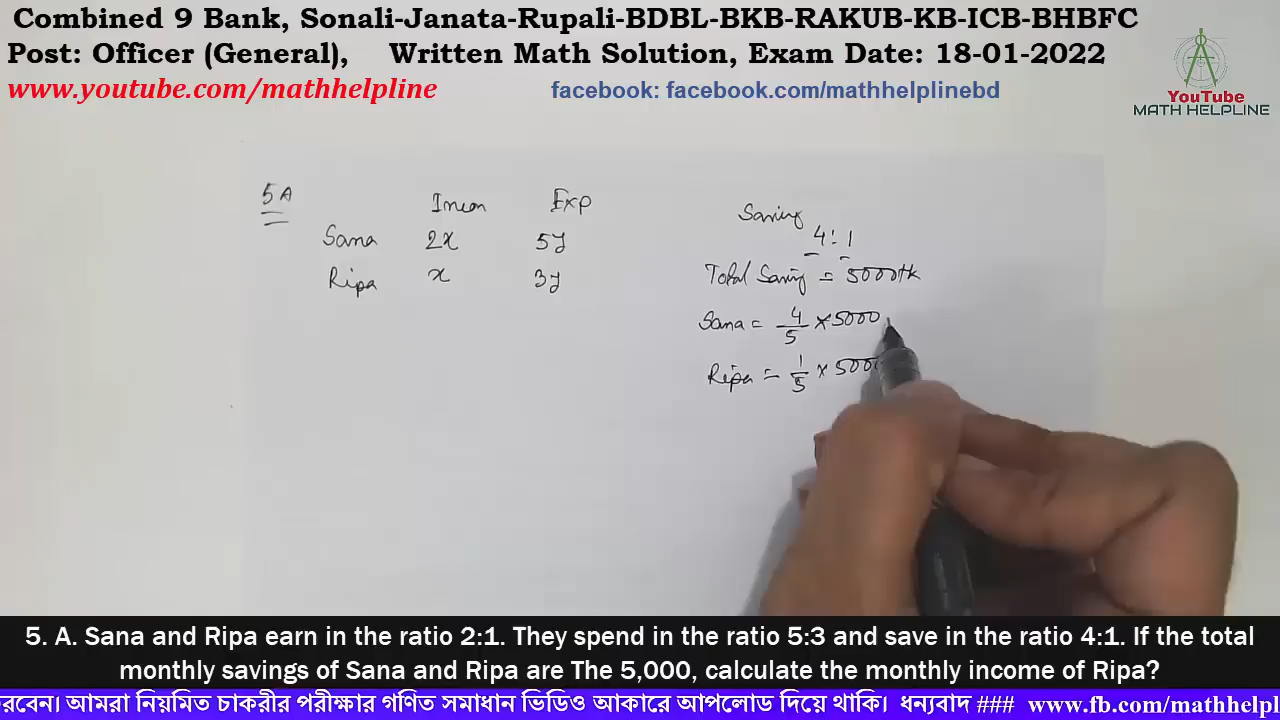 Combined 9 Bank, Sonali-Janata-Rupali-BDBL-BKB-RAKUB-KB-ICB-BHBFC
Post: Officer (General), Written Math Solution, Exam Date: 18-01-2022
www.youtube.com/mathhelpline facebook: facebook.com/mathhelplinebd
YouTube
MATH HELPLINE
5A
Exp
Sana 2x 5y
Ripa x 3y
Saving
4:1
Total Saving = 5000tk
Sana = 4/5 × 5000
Ripa = 1/5 × 5000
5. A. Sana and Ripa earn in the ratio 2:1. They spend in the ratio 5:3 and save in the ratio 4:1. If the total
monthly savings of Sana and Ripa are The 5,000, calculate the monthly income of Ripa?
করবেন। আমরা নিয়মিত চাকরীর পরীক্ষার গণিত সমাধান ভিডিও আকারে আপলোড দিয়ে থাকি। ধন্যবাদ ### www.fb.com/mathhelpl